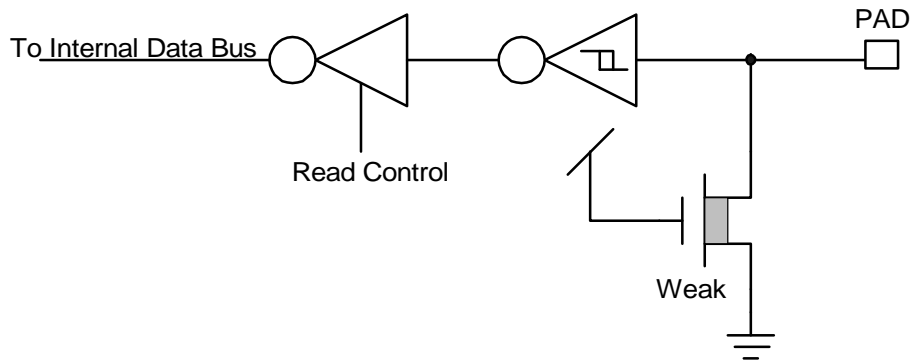 PAD
To Internal Data Bus
Read Control
Weak